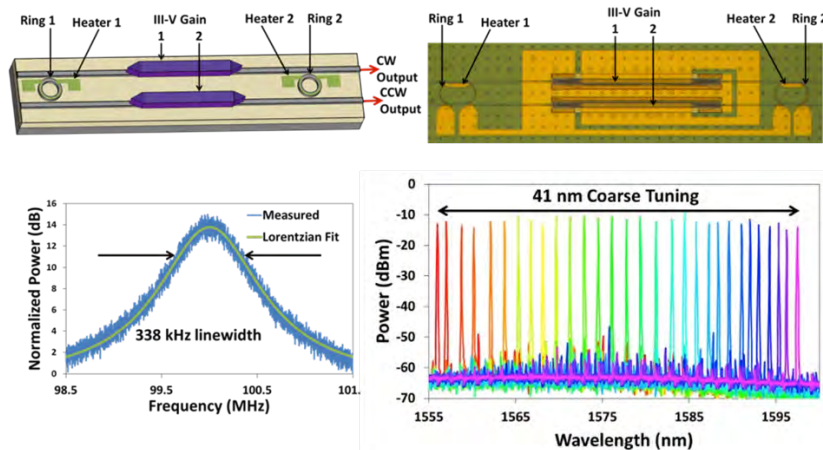 Ring 1
Heater 1
III-V Gain
1
2
Heater 2
Ring 2
CW
Output
CCW
Output
Ring 1
Heater 1
III-V Gain
1
2
Heater 2
Ring 2
Normalized Power (dB)
16
14
12
10
8
6
4
2
0
Measured
Lorentzian Fit
338 kHz linewidth
98.5
99.5
100.5
101.
Frequency (MHz)
Power (dBm)
0
-10
-20
-30
-40
-50
-60
-70
41 nm Coarse Tuning
1555
1565
1575
1585
1595
Wavelength (nm)